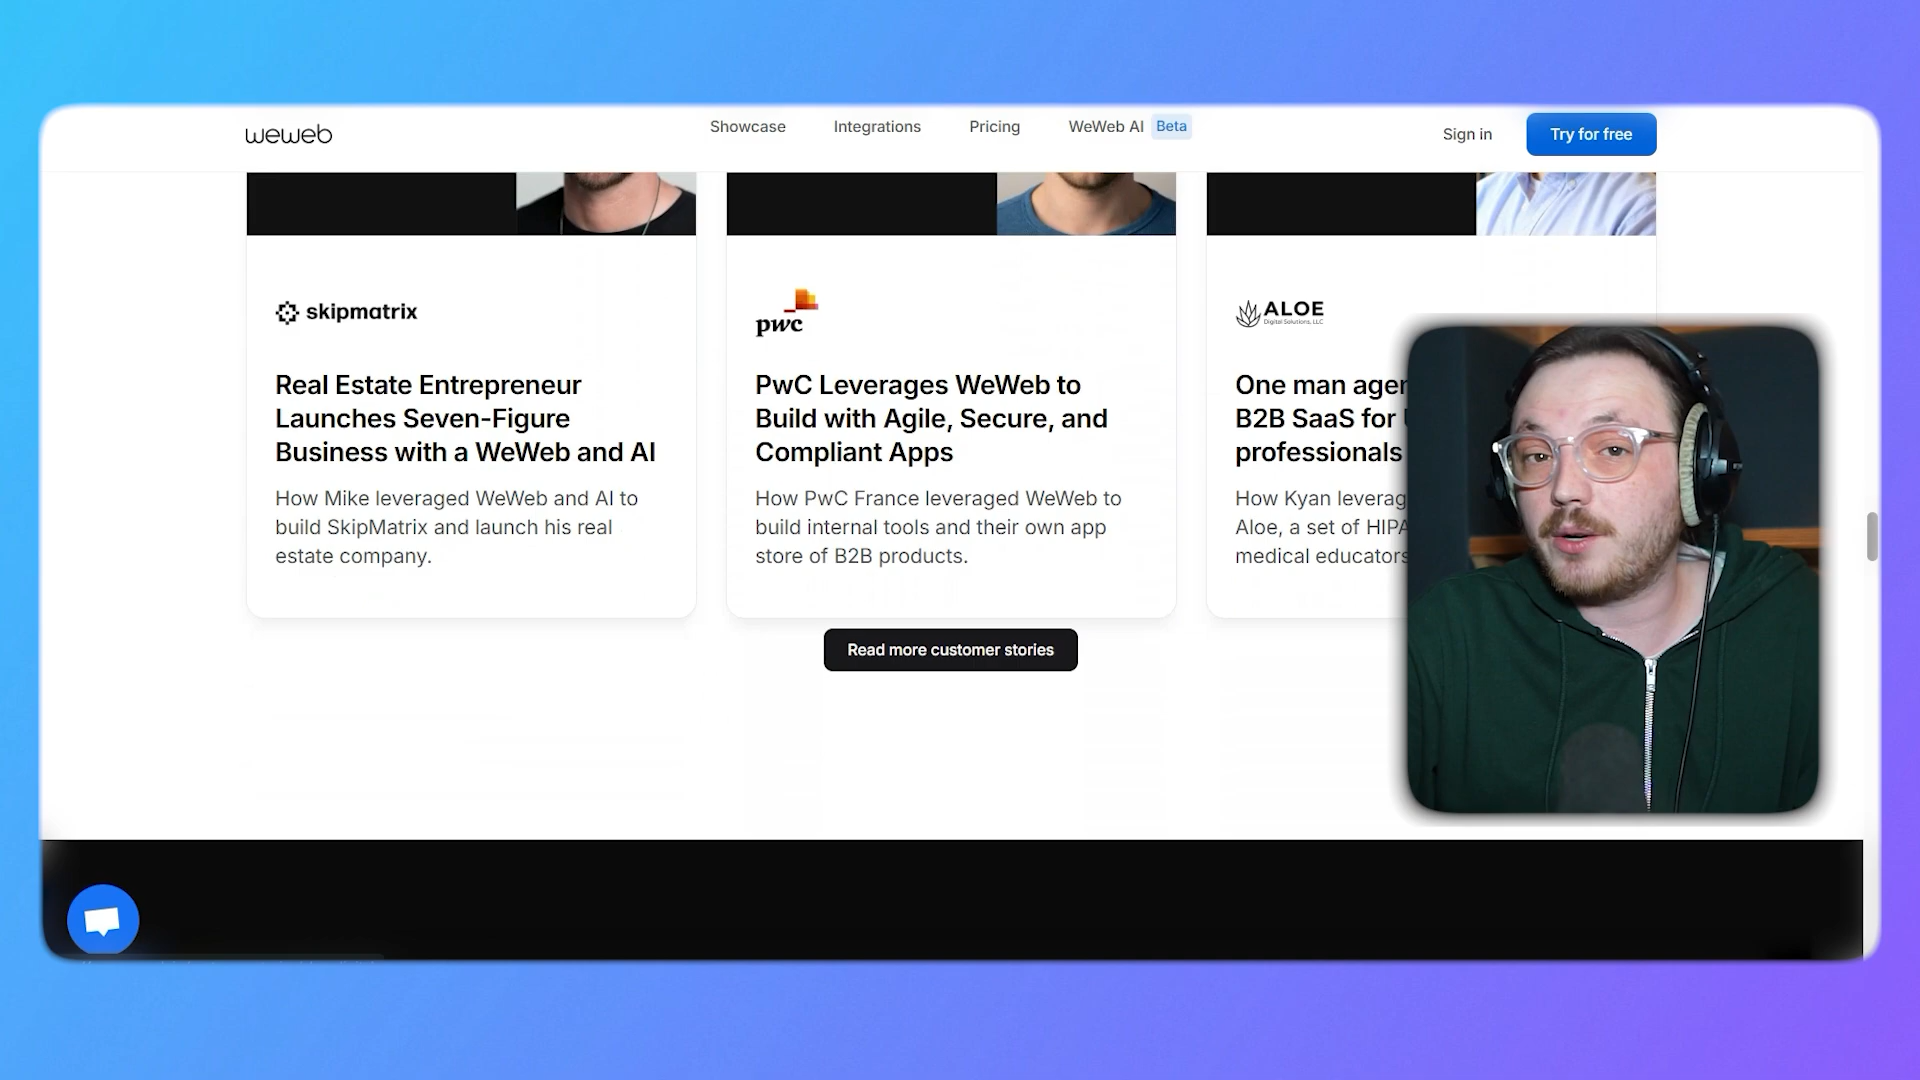 weweb
Showcase
Integrations
Pricing
WeWeb AI
Beta
Sign in
Try for free
skipmatrix
Real Estate Entrepreneur
Launches Seven-Figure
Business with a WeWeb and AI
How Mike leveraged WeWeb and AI to
build SkipMatrix and launch his real
estate company.
pwc
PwC Leverages WeWeb to
Build with Agile, Secure, and
Compliant Apps
How PwC France leveraged WeWeb to
build internal tools and their own app
store of B2B products.
ALOE
Digital Solutions, LLC
One man
B2B SaaS for
professionals
How Kyan
Aloe, a set of
medical educators
Read more customer stories